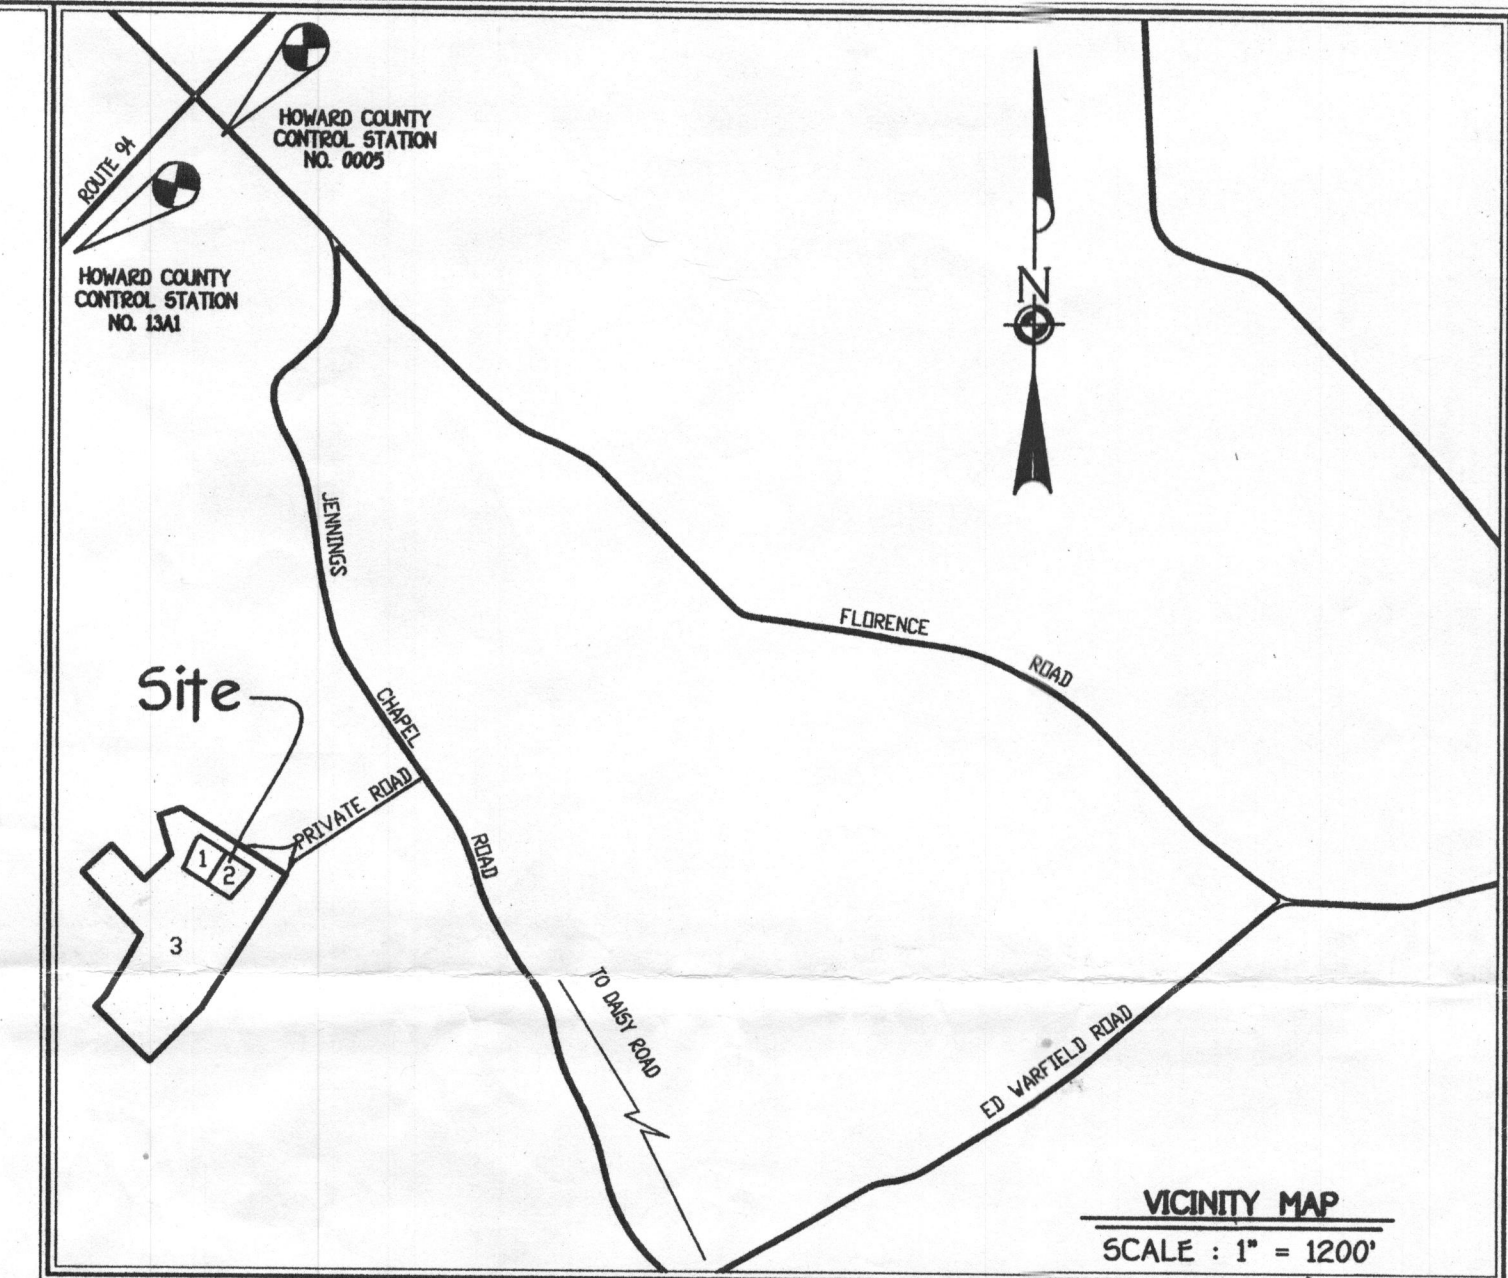 HOWARD COUNTY
CONTROL STATION
NO. 0005
ROUTE 94
HOWARD COUNTY
CONTROL STATION
NO. 13A1
N
JENNINGS
CHAPEL
ROAD
FLORENCE
ROAD
Site
PRIVATE ROAD
1
2
3
TO DAISY ROAD
ED WARFIELD ROAD
VICINITY MAP
SCALE : 1" = 1200'